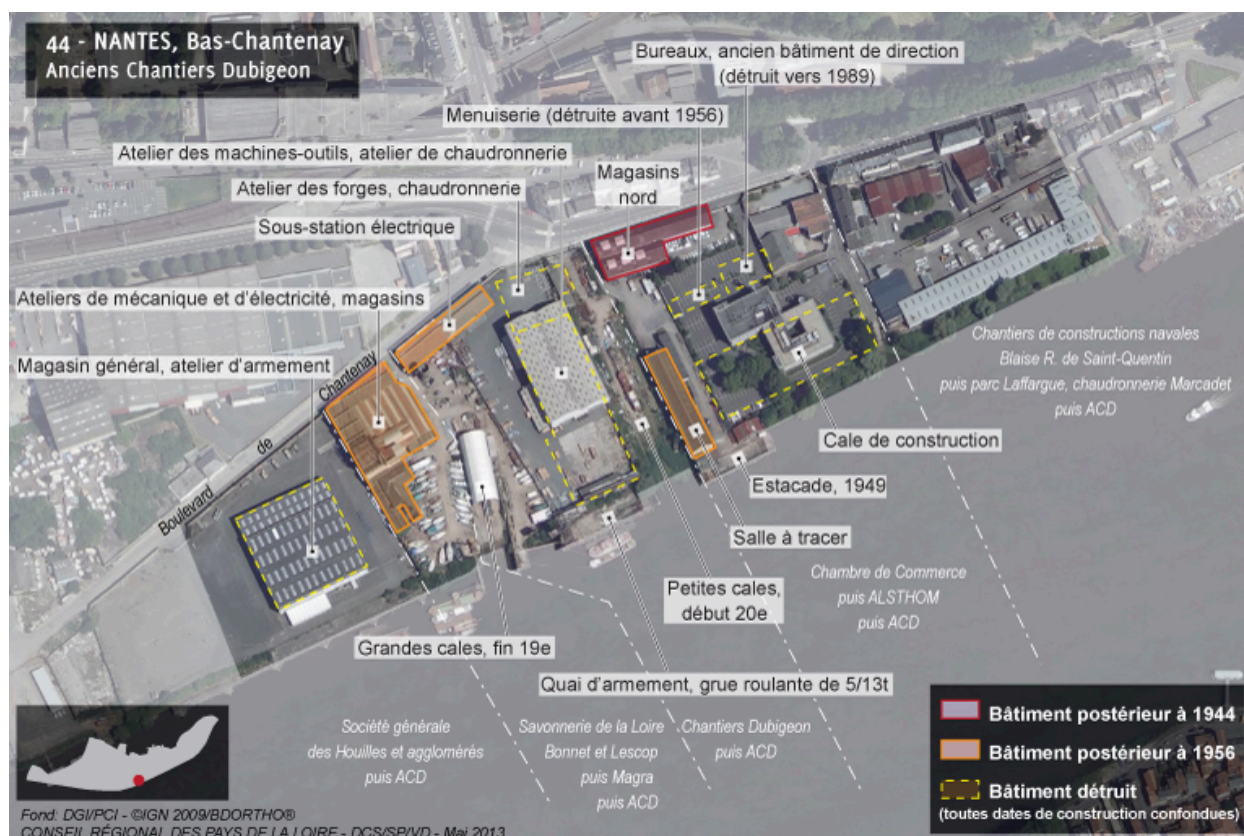 44 - NANTES, Bas-Chantenay
Anciens Chantiers Dubigeon
Bureaux, ancien bâtiment de direction
(détruit vers 1989)
Menuiserie (détruite avant 1956)
Atelier des machines-outils, atelier de chaudronnerie
Magasins
nord
Atelier des forges, chaudronnerie
Sous-station électrique
Ateliers de mécanique et d'électricité, magasins
Magasin général, atelier d'armement
Boulevard de Chantenay
Chantiers de constructions navales
Blaise R. de Saint-Quentin
puis parc Laffargue, chaudronnerie Marcadet
puis ACD
Cale de construction
Estacade, 1949
Salle à tracer
Chambre de Commerce
puis ALSTHOM
puis ACD
Petites cales,
début 20e
Grandes cales, fin 19e
Quai d'armement, grue roulante de 5/13t
Société générale
des Houilles et agglomérés
puis ACD
Savonnerie de la Loire
Bonnet et Lescop
puis Magra
puis ACD
Chantiers Dubigeon
puis ACD
Bâtiment postérieur à 1944
Bâtiment postérieur à 1956
Bâtiment détruit
(toutes dates de construction confondues)
Fond: DGI/PCI - ©IGN 2009/BDORTHO®
CONSEIL RÉGIONAL DES PAYS DE LA LOIRE - DCS/SP/VD - Mai 2013